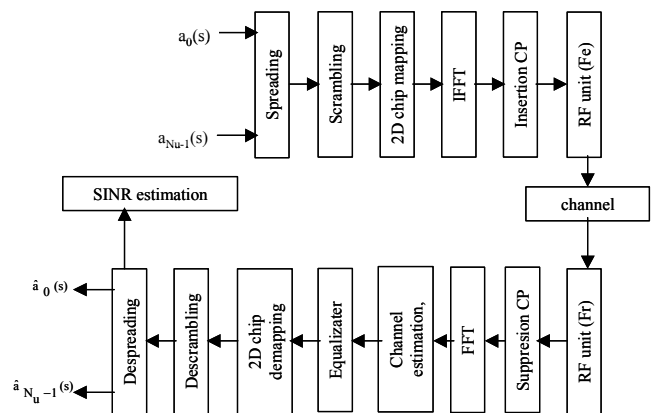 a0(s)
aNu-1(s)
Spreading
Scrambling
2D chip mapping
IFFT
Insertion CP
RF unit (Fe)
channel
SINR estimation
â 0 (s)
â Nu −1(s)
Despreading
Descrambling
2D chip
demapping
Equalizater
Channel
estimation,
FFT
Suppresion CP
RF unit (Fr)